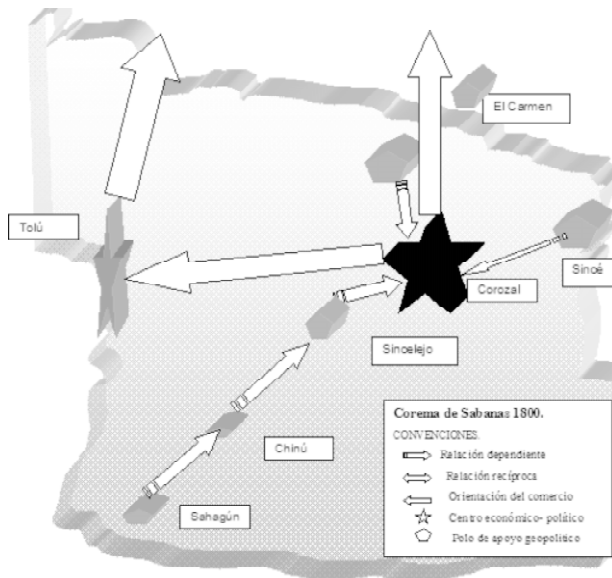 El Carmen
Tolú
Sincé
Corozal
Sincelejo
Chinú
Sahagún
Corema de Sabanas 1800.
CONVENCIONES.
Relación dependiente
Relación recíproca
Orientación del comercio
Centro económico- político
Polo de apoyo geopolítico